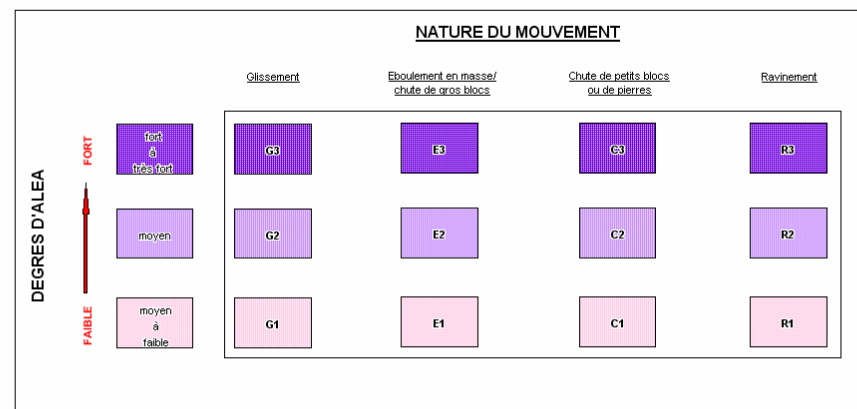 NATURE DU MOUVEMENT
Glissement
Eboulement en masse/
chute de gros blocs
Chute de petits blocs
ou de pierres
Ravinement
DEGRES D'ALEA
FORT
FAIBLE
fort
à
très fort
G3
E3
C3
R3
moyen
G2
E2
C2
R2
moyen
à
faible
G1
E1
C1
R1